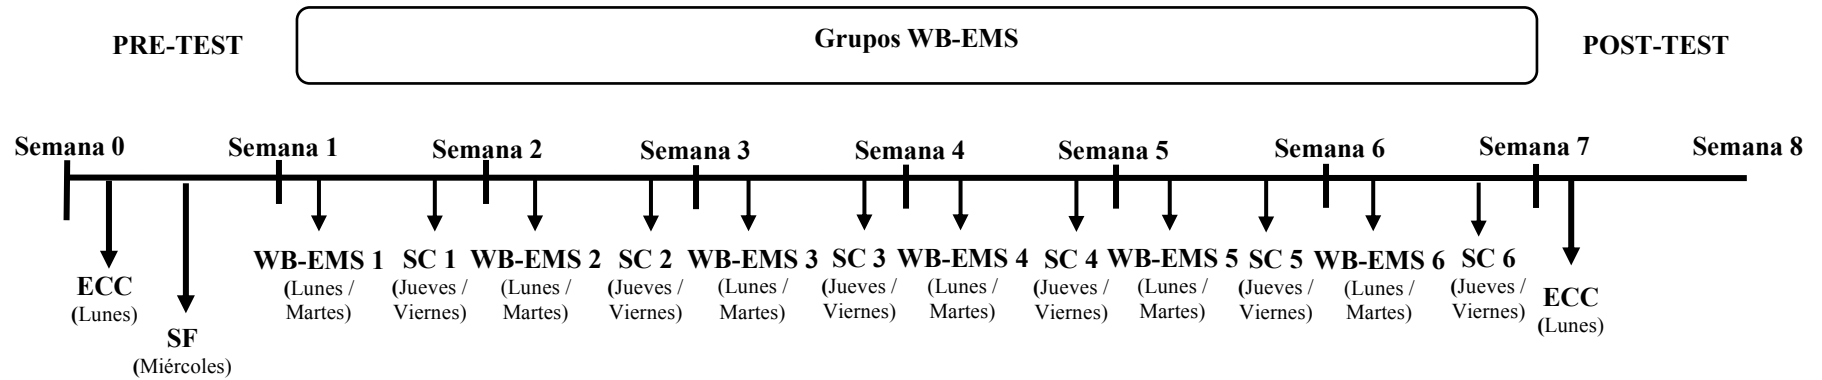 PRE-TEST
Grupos WB-EMS
POST-TEST
Semana 0
Semana 1
Semana 2
Semana 3
Semana 4
Semana 5
Semana 6
Semana 7
Semana 8
ECC
(Lunes)
SF
(Miércoles)
WB-EMS 1
(Lunes /
Martes)
SC 1
(Jueves /
Viernes)
WB-EMS 2
(Lunes /
Martes)
SC 2
(Jueves /
Viernes)
WB-EMS 3
(Lunes /
Martes)
SC 3
(Jueves /
Viernes)
WB-EMS 4
(Lunes /
Martes)
SC 4
(Jueves /
Viernes)
WB-EMS 5
(Lunes /
Martes)
SC 5
(Jueves /
Viernes)
WB-EMS 6
(Lunes /
Martes)
SC 6
(Jueves /
Viernes)
ECC
(Lunes)